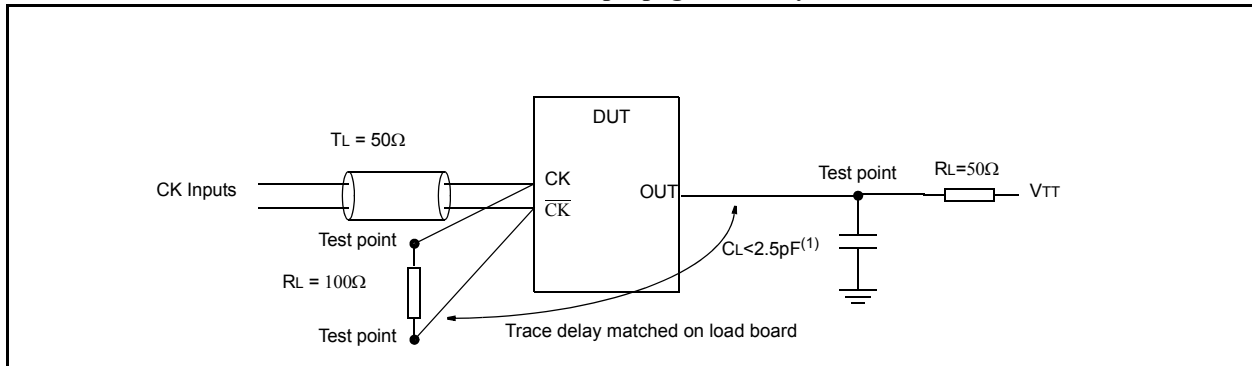 DUT
TL = 50Ω
Test point
RL=50Ω
CK Inputs
CK
OUT
VTT
C̅K̅
Test point
CL<2.5pF(1)
RL = 100Ω
Trace delay matched on load board
Test point